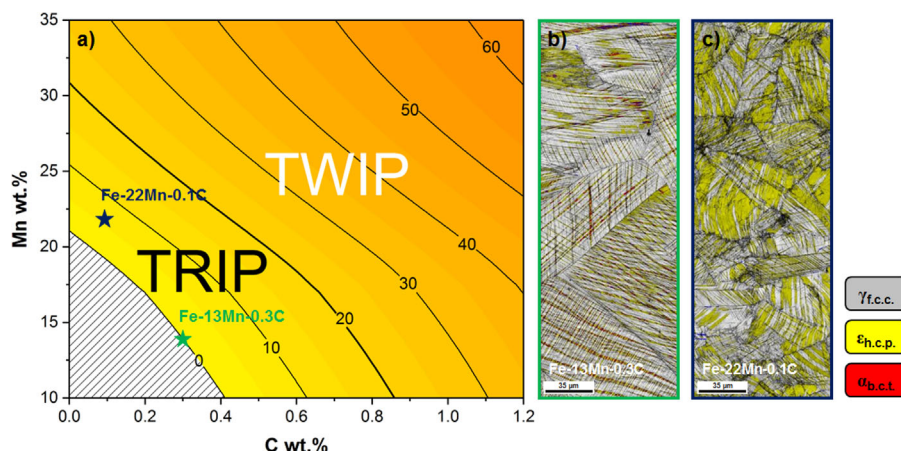 a)
35
30
25
20
15
10
Mn wt.%
0.0 0.2 0.4 0.6 0.8 1.0 1.2
C wt.%
60
50
40
30
20
10
0
TWIP
TRIP
Fe-22Mn-0.1C
Fe-13Mn-0.3C
b)
Fe-13Mn-0.3C
35 µm
c)
Fe-22Mn-0.1C
35 µm
γf.c.c.
εh.c.p.
αb.c.t.